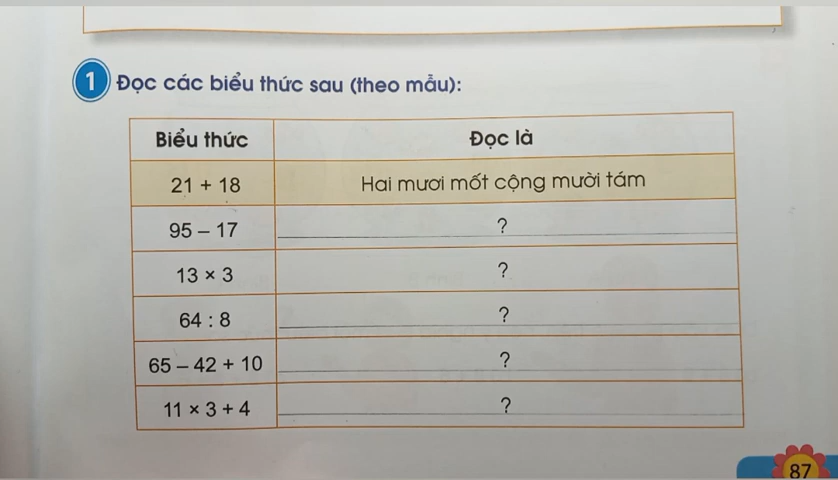 1 Đọc các biểu thức sau (theo mẫu):
Biểu thức Đọc là
21 + 18 Hai mươi mốt cộng mười tám
95 – 17 ?
13 × 3 ?
64 : 8 ?
65 – 42 + 10 ?
11 × 3 + 4 ?
87